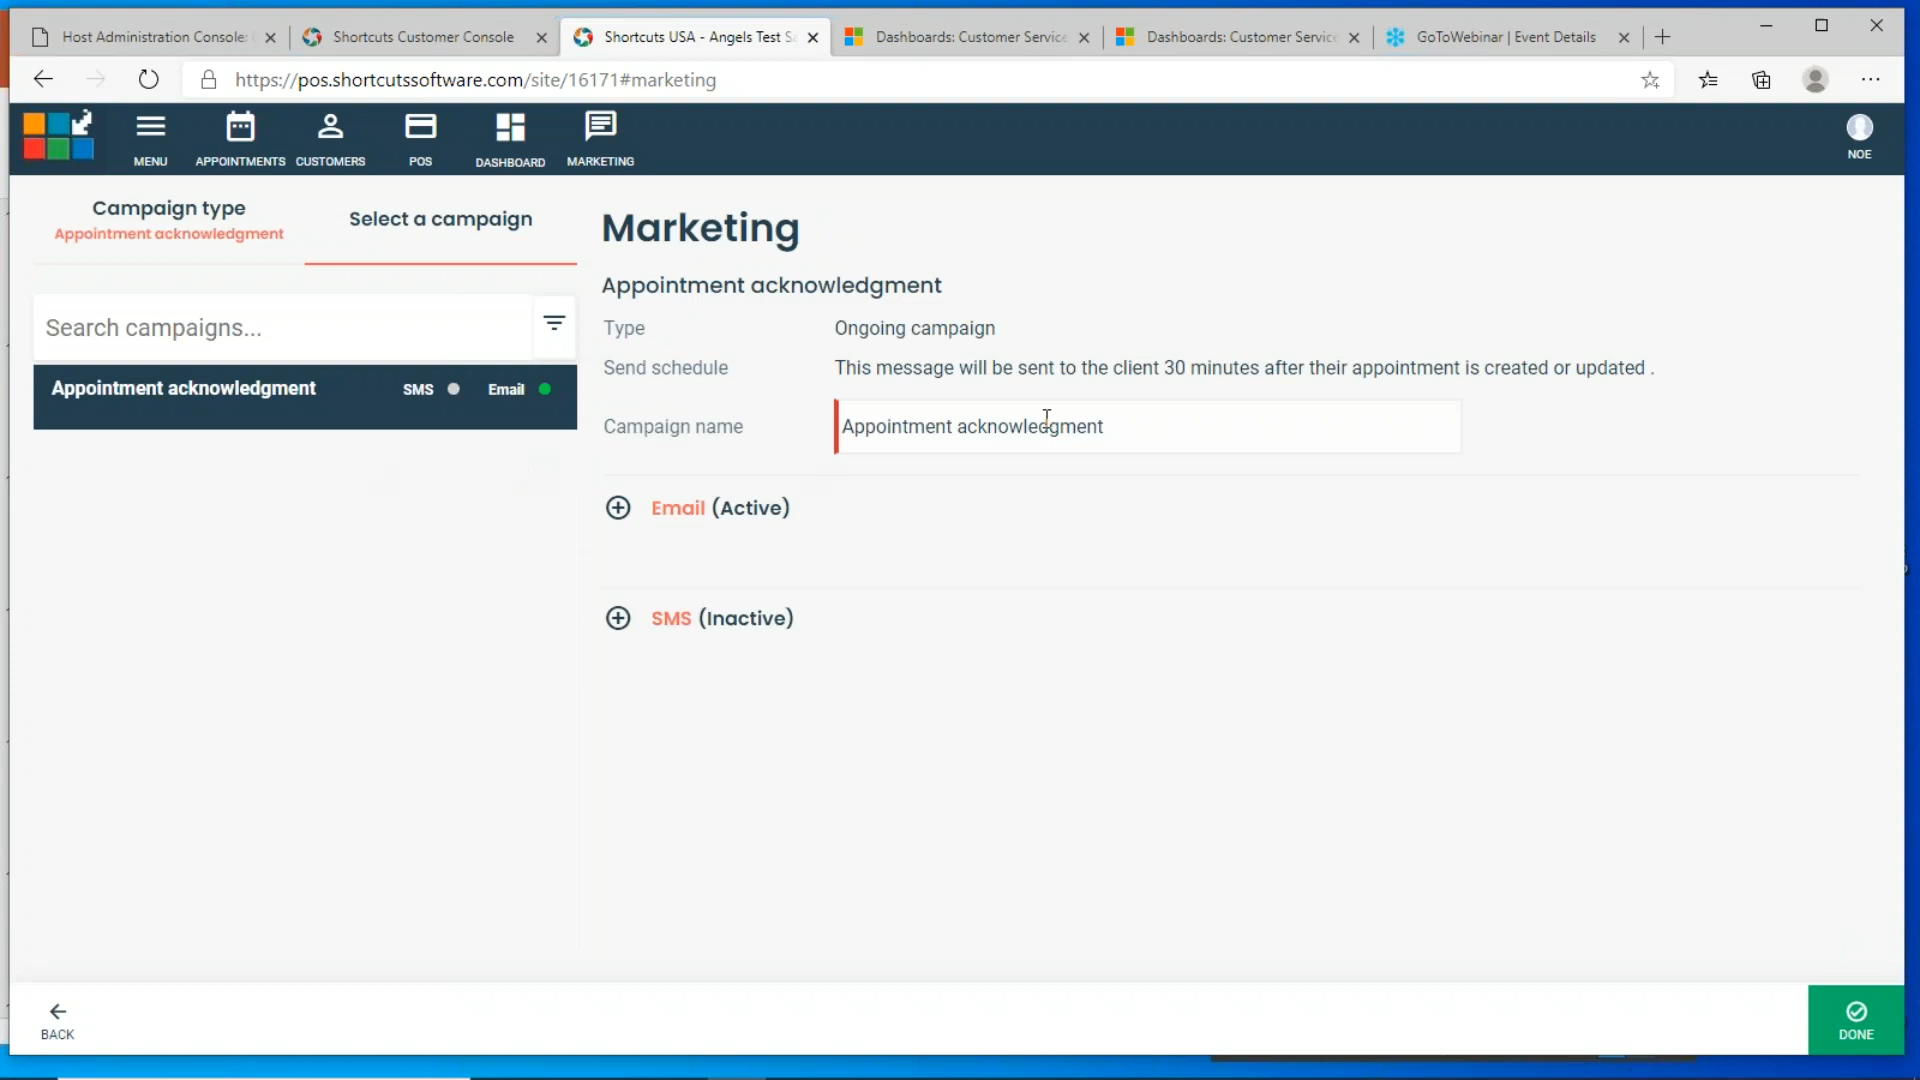 Host Administration Console:
Shortcuts Customer Console
Shortcuts USA - Angels Test S
Dashboards: Customer Service
Dashboards: Customer Service
GoToWebinar | Event Details
https://pos.shortcutssoftware.com/site/16171#marketing
MENU
APPOINTMENTS
CUSTOMERS
POS
DASHBOARD
MARKETING
NOE
Campaign type
Appointment acknowledgment
Select a campaign
Search campaigns...
Appointment acknowledgment SMS Email
Marketing
Appointment acknowledgment
Type Ongoing campaign
Send schedule This message will be sent to the client 30 minutes after their appointment is created or updated .
Campaign name Appointment acknowledgment
Email (Active)
SMS (Inactive)
BACK
DONE